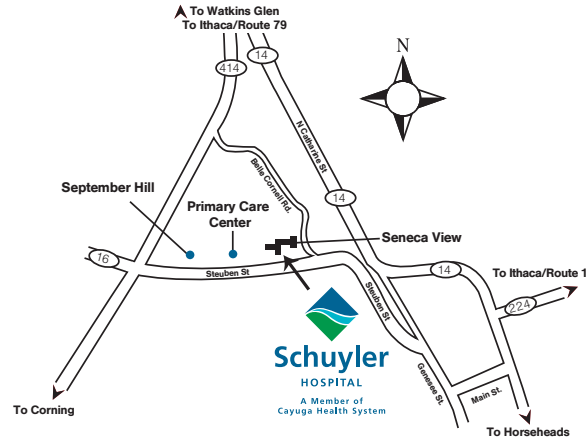 To Watkins Glen
To Ithaca/Route 79
14
414
N
N Catharine St
Belle Cornell Rd.
September Hill
Primary Care
Center
14
Seneca View
16
Steuben St
14
To Ithaca/Route 1
224
Steuben St
Schuyler
HOSPITAL
A Member of
Cayuga Health System
Genesee St.
Main St.
To Corning
To Horseheads